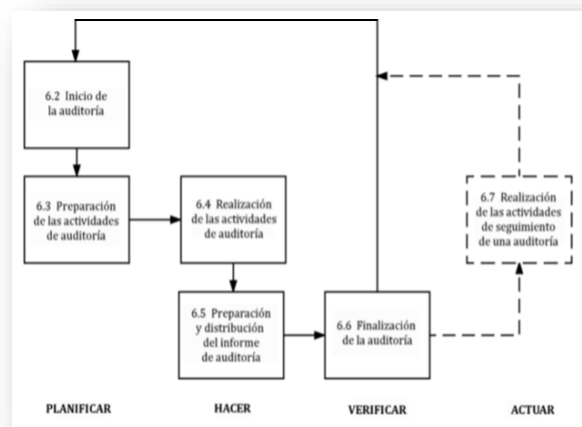 6.2 Inicio de
la auditoría
6.3 Preparación
de las actividades
de auditoría
6.4 Realización
de las actividades
de auditoría
6.5 Preparación
y distribución
del informe
de auditoría
6.6 Finalización
de la auditoría
6.7 Realización
de las actividades
de seguimiento
de una auditoría
PLANIFICAR
HACER
VERIFICAR
ACTUAR